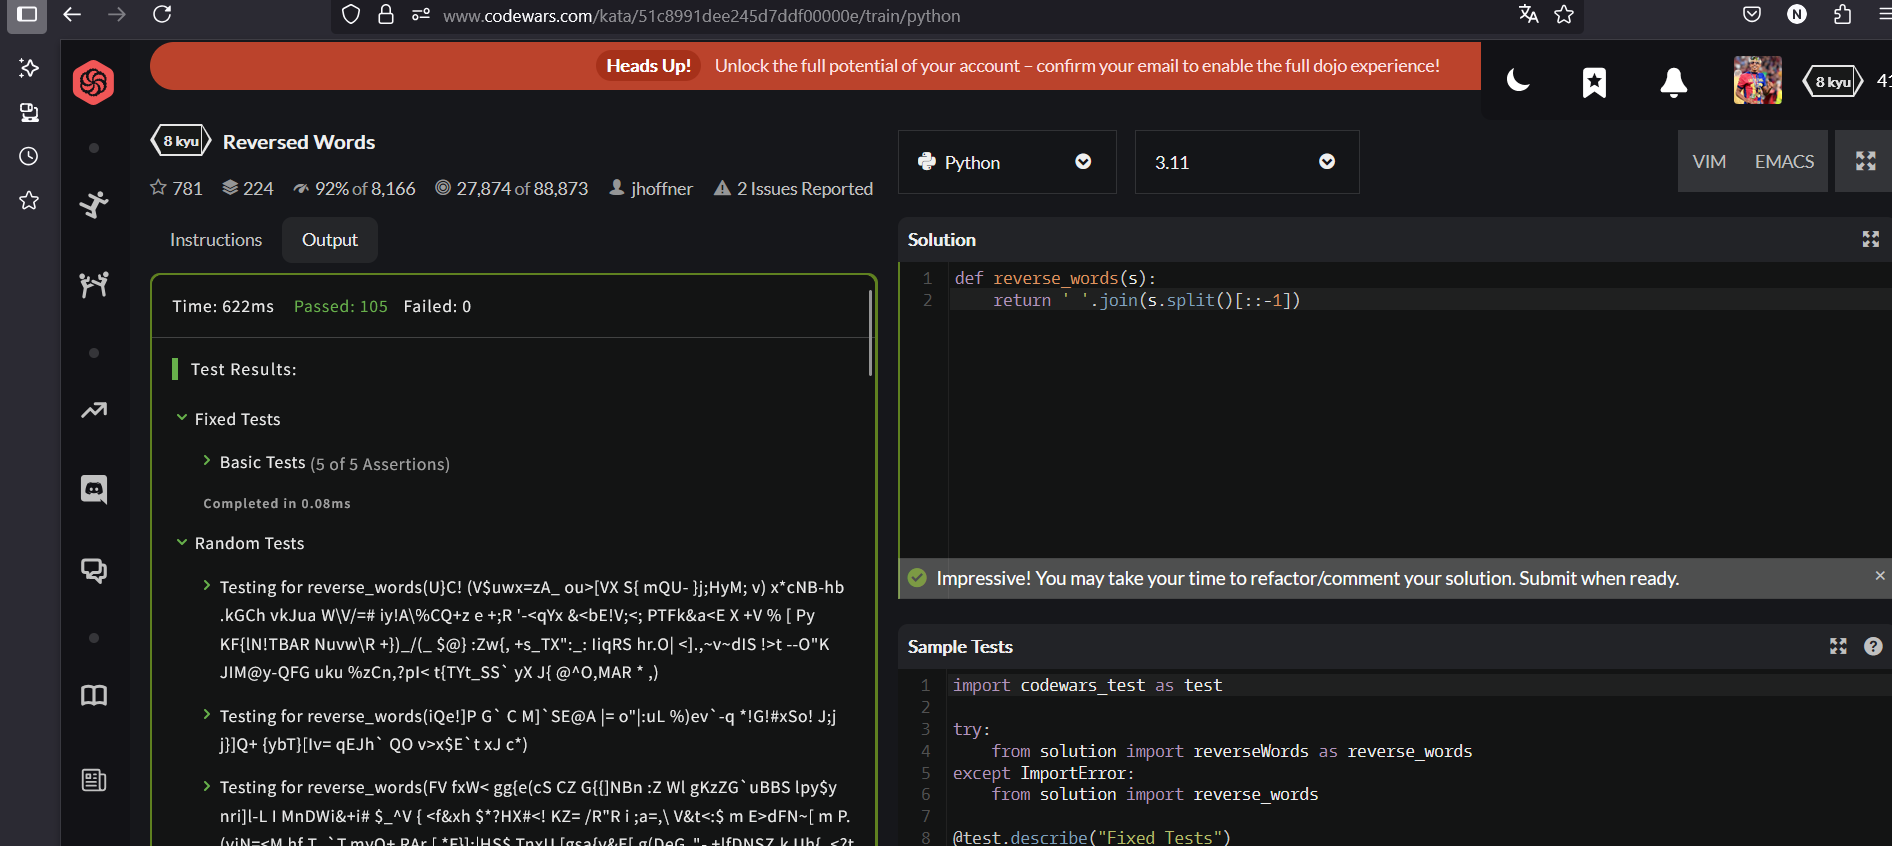 www.codewars.com/kata/51c8991dee245d7ddf00000e/train/python
N
Heads Up! Unlock the full potential of your account – confirm your email to enable the full dojo experience!
8 kyu
8 kyu Reversed Words
781 224 92% of 8,166 27,874 of 88,873 jhoffner 2 Issues Reported
Python
3.11
VIM EMACS
Instructions Output
Time: 622ms Passed: 105 Failed: 0
Test Results:
Fixed Tests
Basic Tests (5 of 5 Assertions)
Completed in 0.08ms
Random Tests
Testing for reverse_words(U}C! (V$uwx=zA_ ou>[VX S{ mQU- }j;HyM; v) x*cNB-hb
.kGCh vkJua W\V/=# iy!A\%CQ+z e +;R '-<qYx &<bE!V;<; PTFk&a<E X +V % [ Py
KF{lN!TBAR Nuvw\R +})_/(_ $@} :Zw{, +s_TX":_: IiqRS hr.O| <].,~v~dIS !>t --O"K
JIM@y-QFG uku %zCn,?pI< t{TYt_SS` yX J{ @^O,MAR * ,)
Testing for reverse_words(iQe!]P G` C M]`SE@A |= o"|:uL %)ev`-q *!G!#xSo! J;j
j}]Q+ {ybT}[Iv= qEJh` QO v>x$E`t xJ c*)
Testing for reverse_words(FV fxW< gg{e(cS CZ G{{]NBn :Z Wl gKzZG`uBBS lpy$y
nri]l-L I MnDWi&+i# $_^V { <f&xh $*?HX#<! KZ= /R"R i ;a=,\ V&t<:$ m E>dFN~[ m P.
Solution
1 def reverse_words(s):
2 return ' '.join(s.split()[::-1])
Impressive! You may take your time to refactor/comment your solution. Submit when ready.
Sample Tests
1 import codewars_test as test
2
3 try:
4 from solution import reverseWords as reverse_words
5 except ImportError:
6 from solution import reverse_words
7
8 @test.describe("Fixed Tests")